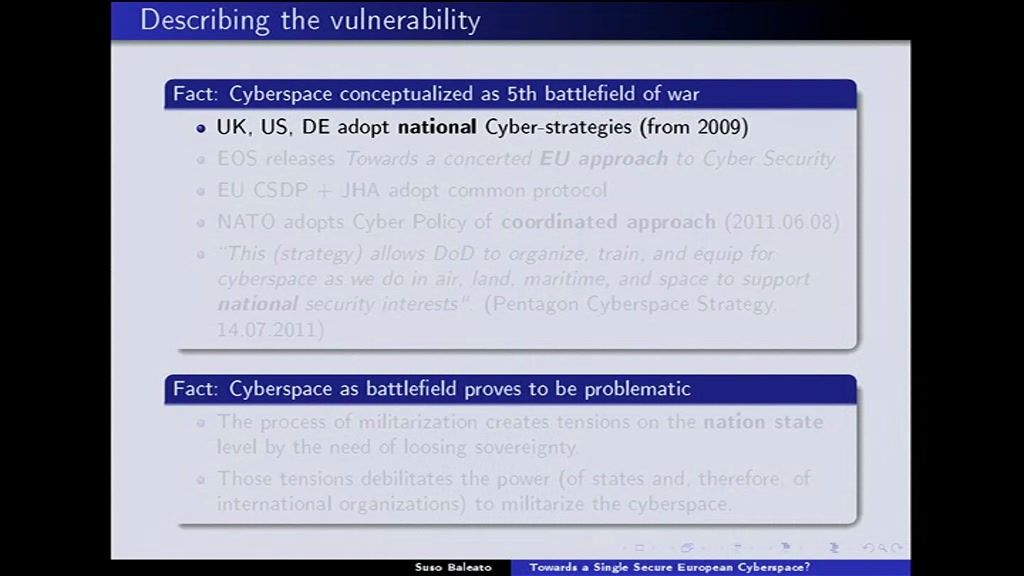 Describing the vulnerability
Fact: Cyberspace conceptualized as 5th battlefield of war
UK, US, DE adopt national Cyber-strategies (from 2009)
EOS releases Towards a concerted EU approach to Cyber Security
EU CSDP + JHA adopt common protocol
NATO adopts Cyber Policy of coordinated approach (2011.06.08)
"This (strategy) allows DoD to organize, train, and equip for
cyberspace as we do in air, land, maritime, and space to support
national security interests". (Pentagon Cyberspace Strategy.
14.07.2011)
Fact: Cyberspace as battlefield proves to be problematic
The process of militarization creates tensions on the nation state
level by the need of loosing sovereignty.
Those tensions debilitates the power (of states and, therefore, of
international organizations) to militarize the cyberspace.
Suso Baleato Towards a Single Secure European Cyberspace?